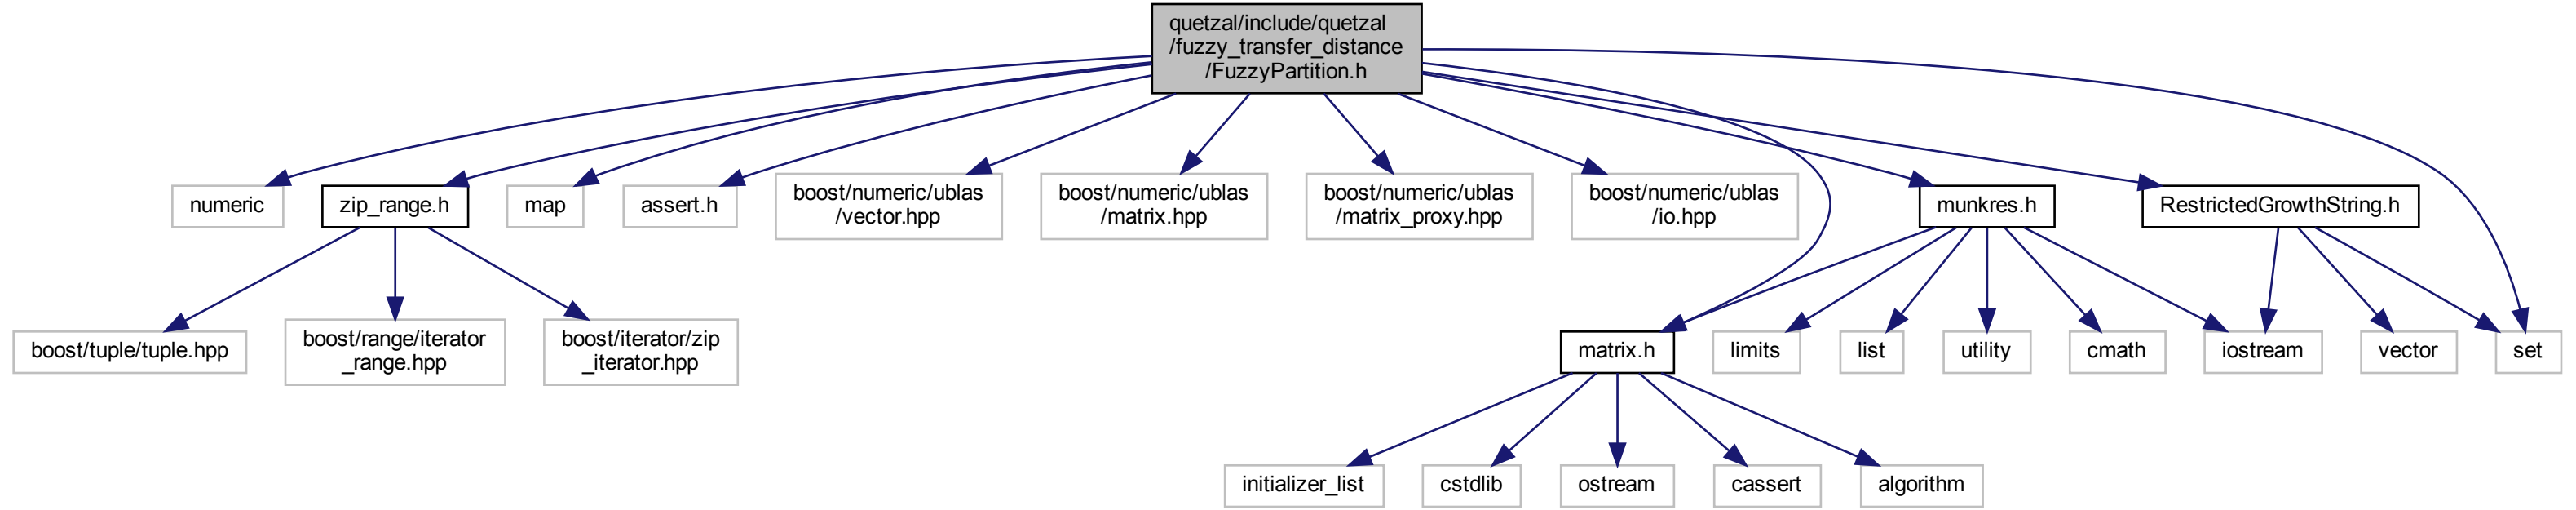 quetzal/include/quetzal
/fuzzy_transfer_distance
/FuzzyPartition.h
numeric
zip_range.h
map
assert.h
boost/numeric/ublas
/vector.hpp
boost/numeric/ublas
/matrix.hpp
boost/numeric/ublas
/matrix_proxy.hpp
boost/numeric/ublas
/io.hpp
munkres.h
RestrictedGrowthString.h
boost/tuple/tuple.hpp
boost/range/iterator
_range.hpp
boost/iterator/zip
_iterator.hpp
matrix.h
limits
list
utility
cmath
iostream
vector
set
initializer_list
cstdlib
ostream
cassert
algorithm